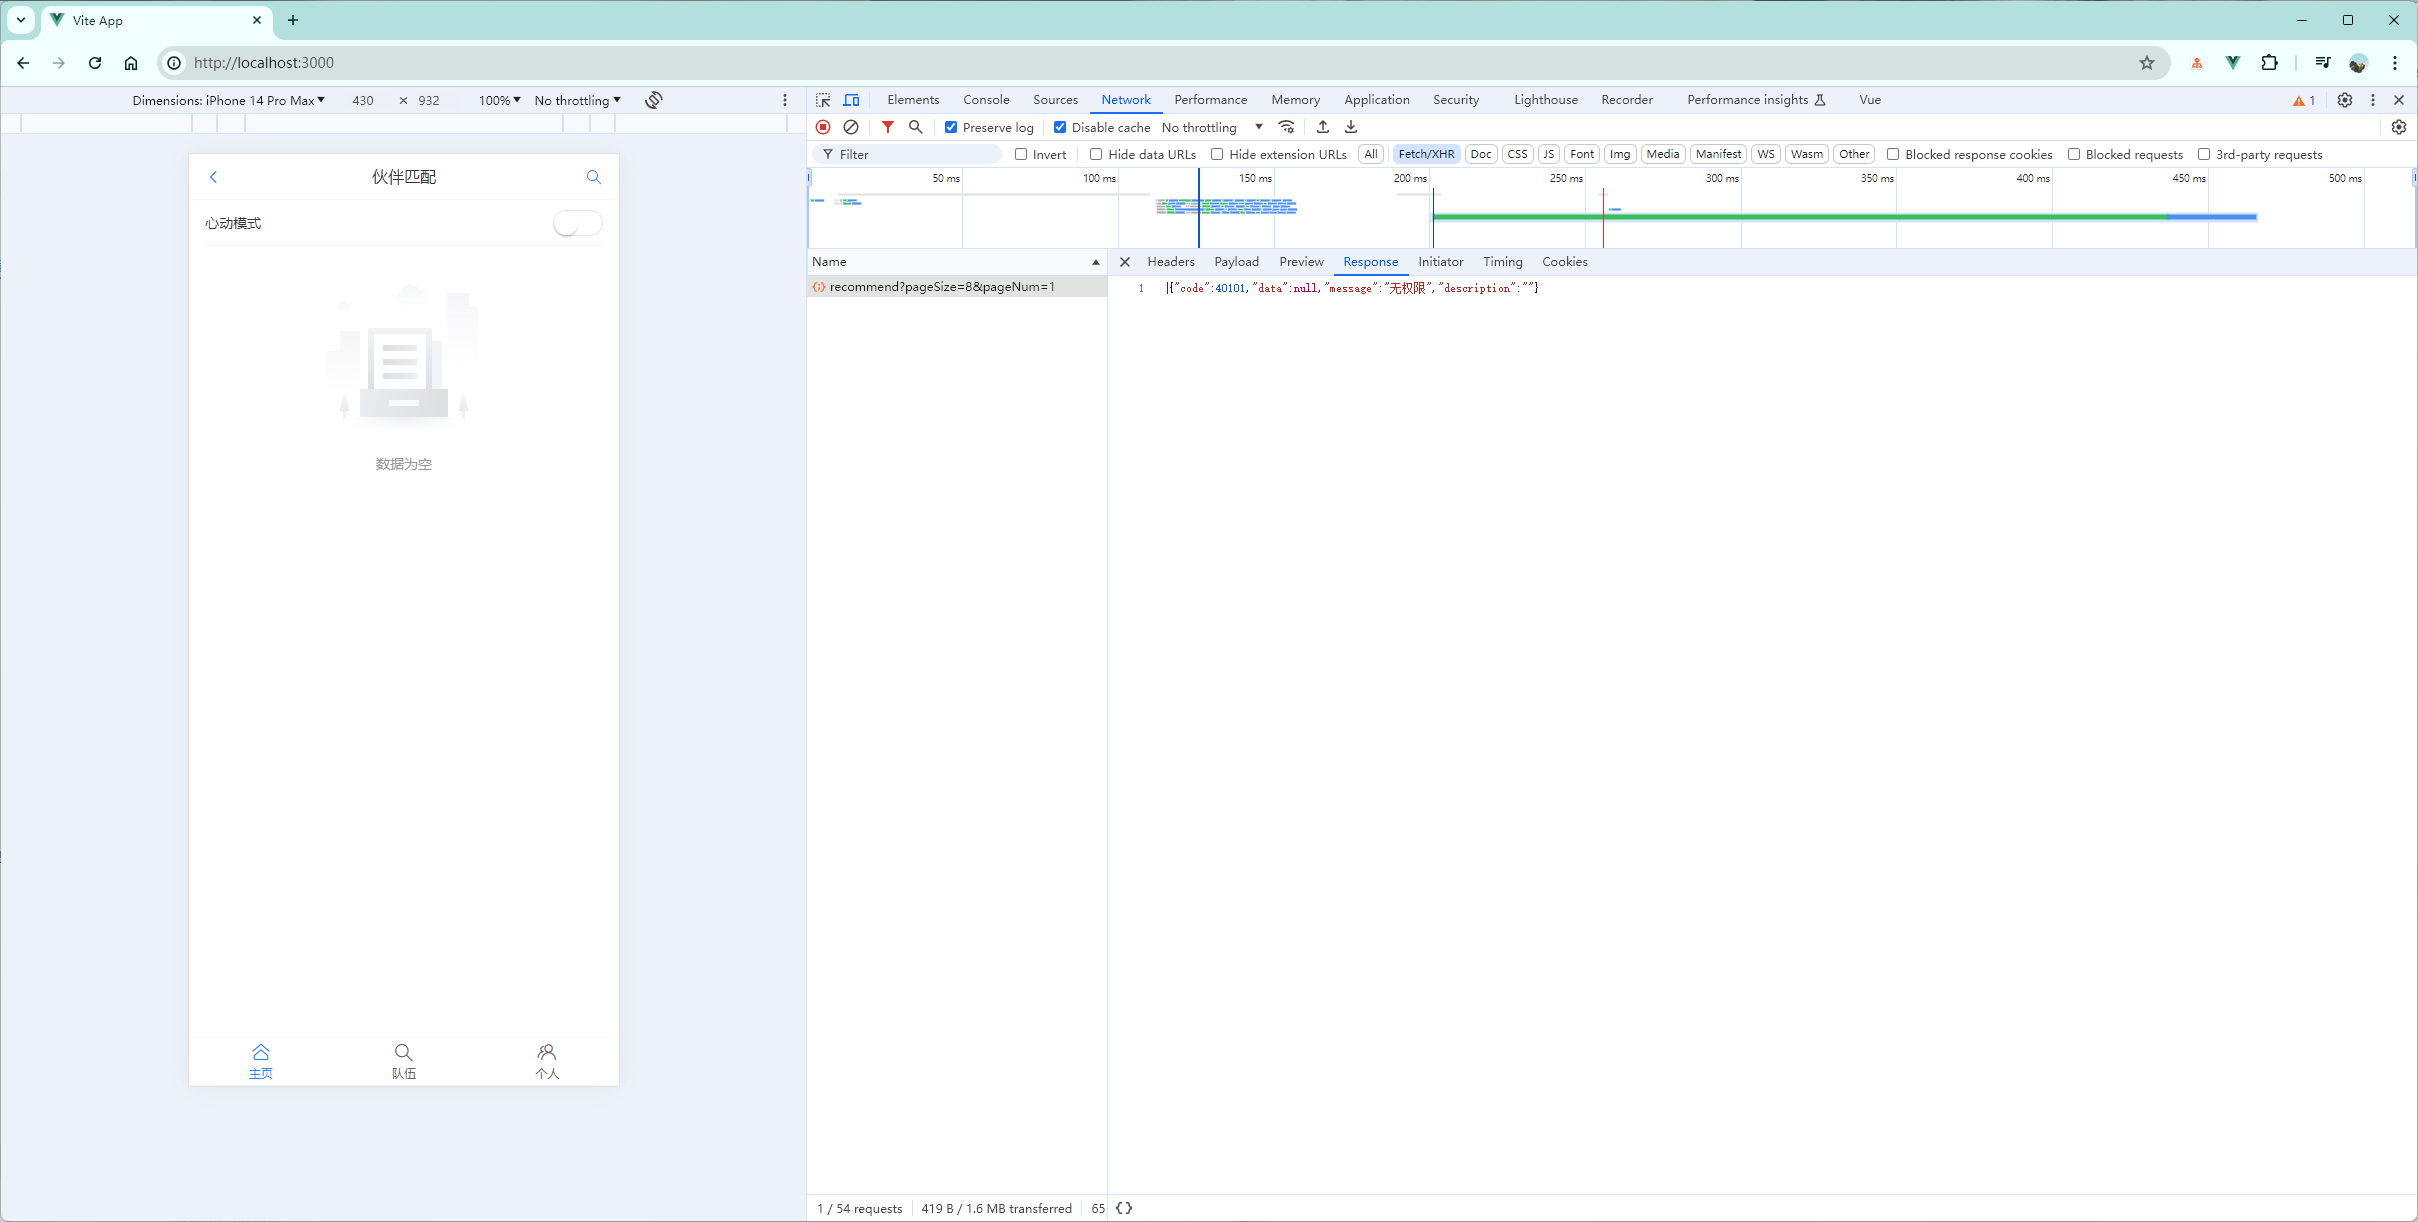 Vite App
http://localhost:3000
Dimensions: iPhone 14 Pro Max 430 × 932 100% No throttling
伙伴匹配
心动模式
数据为空
主页 队伍 个人
Elements Console Sources Network Performance Memory Application Security Lighthouse Recorder Performance insights Vue 1
Preserve log Disable cache No throttling
Filter Invert Hide data URLs Hide extension URLs All Fetch/XHR Doc CSS JS Font Img Media Manifest WS Wasm Other Blocked response cookies Blocked requests 3rd-party requests
50 ms 100 ms 150 ms 200 ms 250 ms 300 ms 350 ms 400 ms 450 ms 500 ms
Name Headers Payload Preview Response Initiator Timing Cookies
recommend?pageSize=8&pageNum=1
1 {"code":40101,"data":null,"message":"无权限","description":""}
1 / 54 requests 419 B / 1.6 MB transferred 65 {}